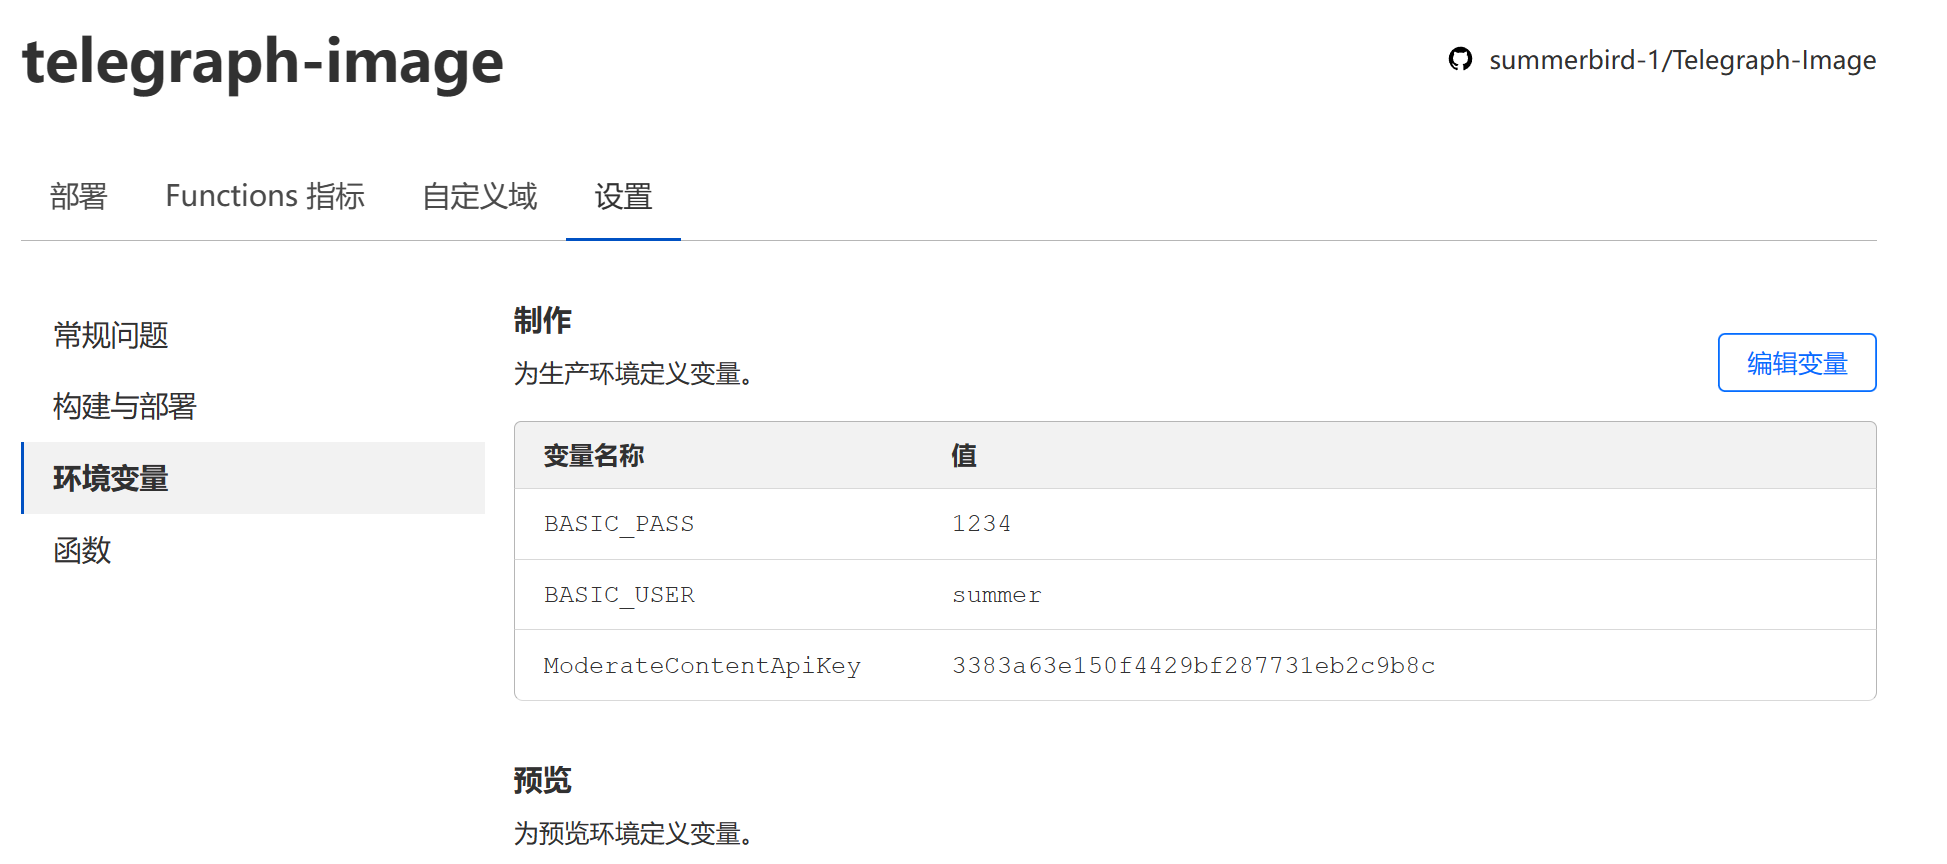 telegraph-image
summerbird-1/Telegraph-Image
部署 Functions 指标 自定义域 设置
常规问题
构建与部署
环境变量
函数
制作
为生产环境定义变量。
编辑变量
变量名称 值
BASIC_PASS 1234
BASIC_USER summer
ModerateContentApiKey 3383a63e150f4429bf287731eb2c9b8c
预览
为预览环境定义变量。